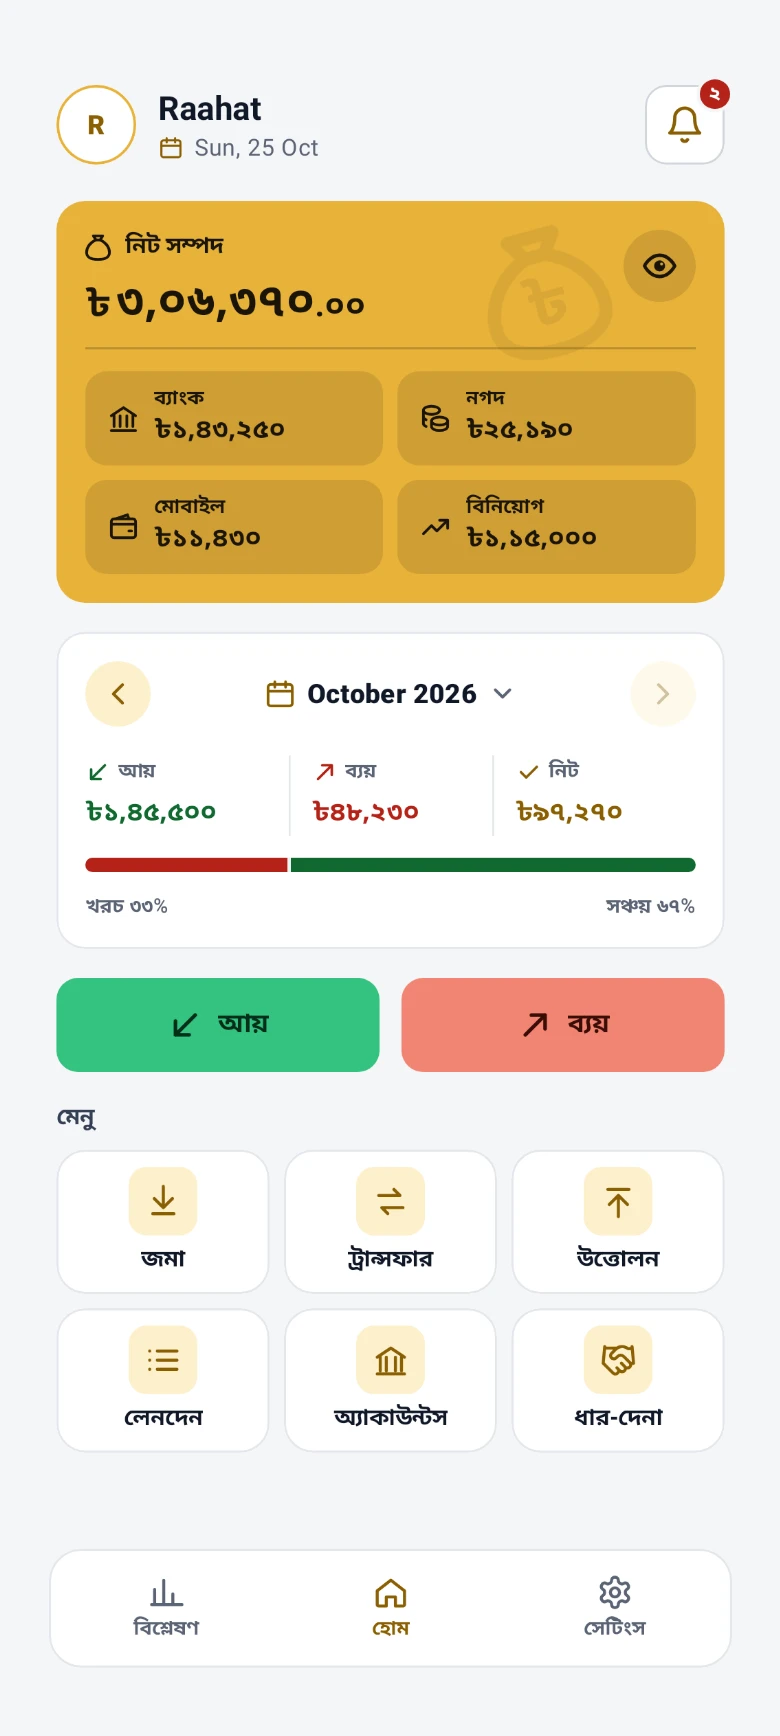 R
Raahat
Sun, 25 Oct
২
নিট সম্পদ
৳৩,০৬,৩৭০.০০
৳
ব্যাংক
৳১,৪৩,২৫০
নগদ
৳২৫,১৯০
মোবাইল
৳১১,৪৩০
বিনিয়োগ
৳১,১৫,০০০
October 2026
আয়
৳১,৪৫,৫০০
ব্যয়
৳৪৮,২৩০
নিট
৳৯৭,২৭০
খরচ ৩৩%
সঞ্চয় ৬৭%
আয়
ব্যয়
মেনু
জমা
ট্রান্সফার
উত্তোলন
লেনদেন
অ্যাকাউন্টস
ধার-দেনা
বিশ্লেষণ
হোম
সেটিংস